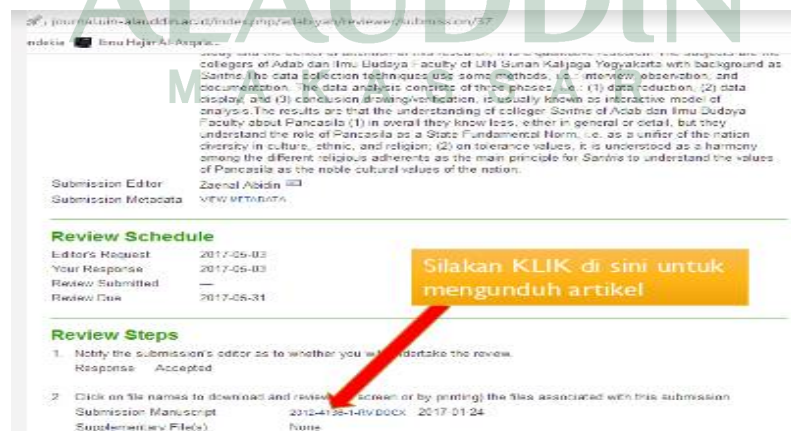 ALAUDDIN
MAKASSAR
journal.uin-alauddin.ac.id/index.php/adabiyah/reviewer/submission/37
Ibnu Hajar Al-Asqala...
study and the center of attention of this research. It is a qualitative research. The subjects are the
collegers of Adab dan Ilmu Budaya Faculty of UIN Sunan Kalijaga Yogyakarta with background as
Santris. The data collection techniques use some methods, i.e.: interview, observation, and
documentation. The data analysis consists of three phases, i.e.: (1) data reduction, (2) data
display, and (3) conclusion drawing/verification, is usually known as interactive model of
analysis. The results are that the understanding of colleger Santris of Adab dan Ilmu Budaya
Faculty about Pancasila (1) in overall they know less, either in general or detail, but they
understand the role of Pancasila as a State Fundamental Norm, i.e. as a unifier of the nation
diversity in culture, ethnic, and religion; (2) on tolerance values, it is understood as a harmony
among the different religious adherents as the main principle for Santris to understand the values
of Pancasila as the noble cultural values of the nation.
Submission Editor Zaenal Abidin
Submission Metadata VIEW METADATA
Review Schedule
Editor's Request 2017-05-03
Your Response 2017-05-03
Review Submitted —
Review Due 2017-05-31
Silakan KLIK di sini untuk
mengunduh artikel
Review Steps
1. Notify the submission's editor as to whether you will undertake the review.
Response Accepted
2. Click on file names to download and review (on screen or by printing) the files associated with this submission
Submission Manuscript 2312-4136-1-RV.DOCX 2017-01-24
Supplementary File(s) None